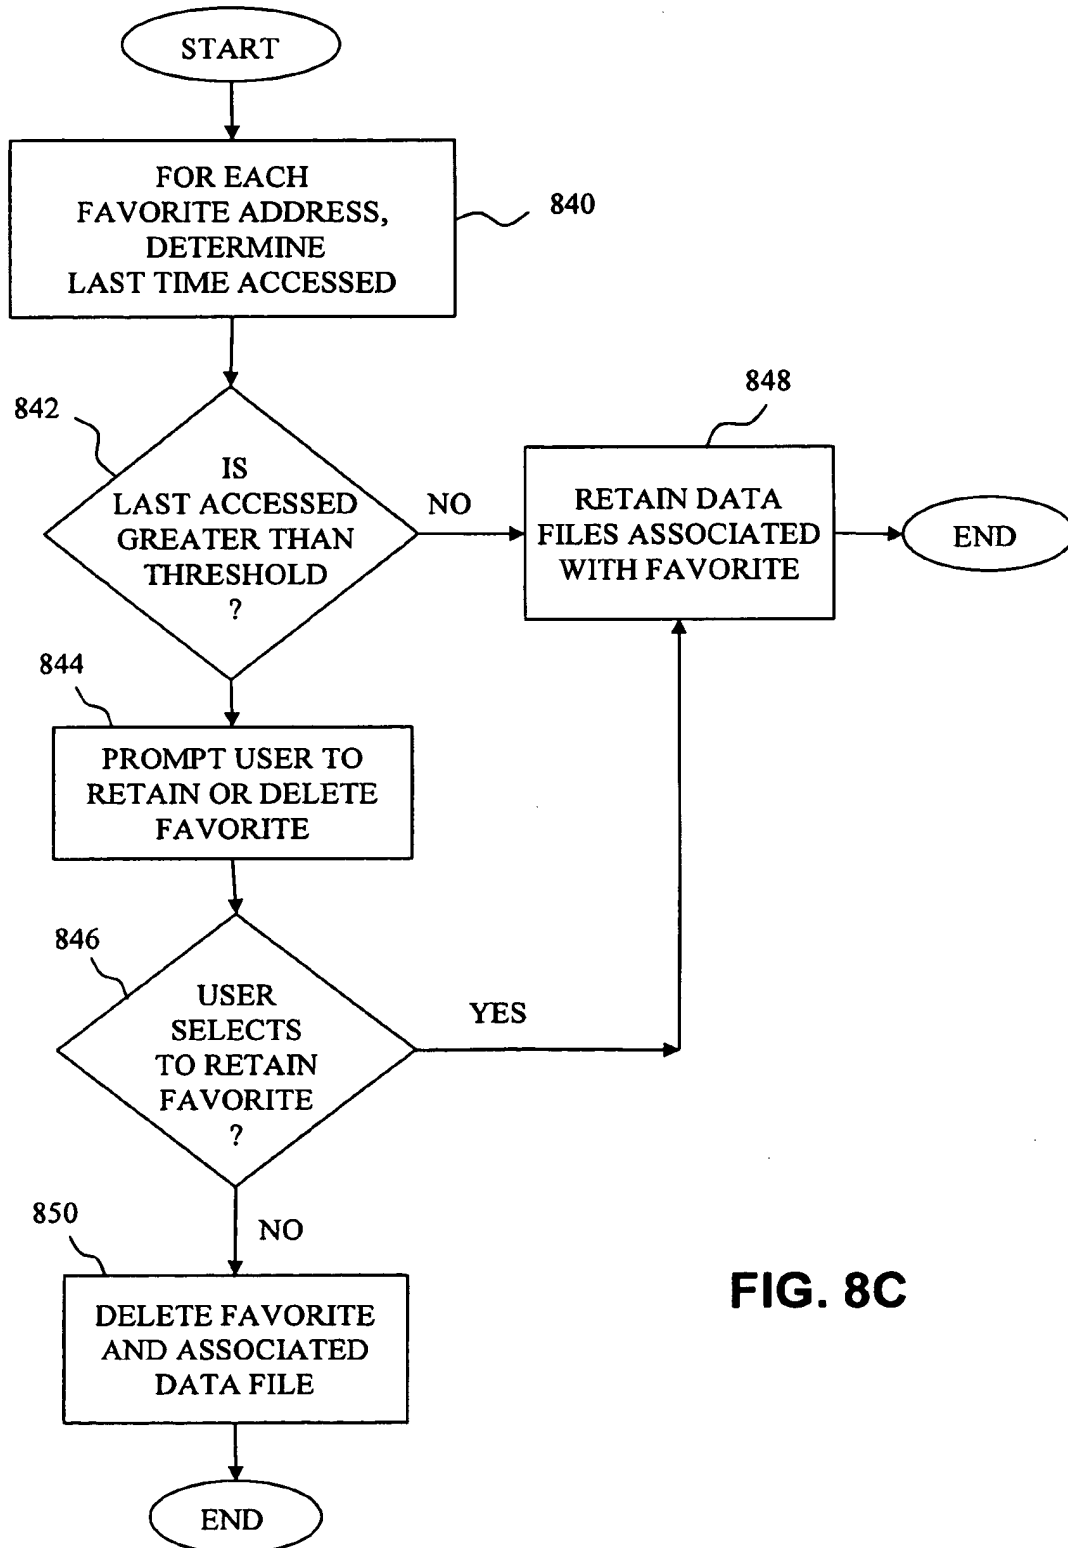 START
FOR EACH
FAVORITE ADDRESS,
DETERMINE
LAST TIME ACCESSED
840
842
IS
LAST ACCESSED
GREATER THAN
THRESHOLD
?
NO
848
RETAIN DATA
FILES ASSOCIATED
WITH FAVORITE
END
844
PROMPT USER TO
RETAIN OR DELETE
FAVORITE
846
USER
SELECTS
TO RETAIN
FAVORITE
?
YES
850
NO
DELETE FAVORITE
AND ASSOCIATED
DATA FILE
END
FIG. 8C